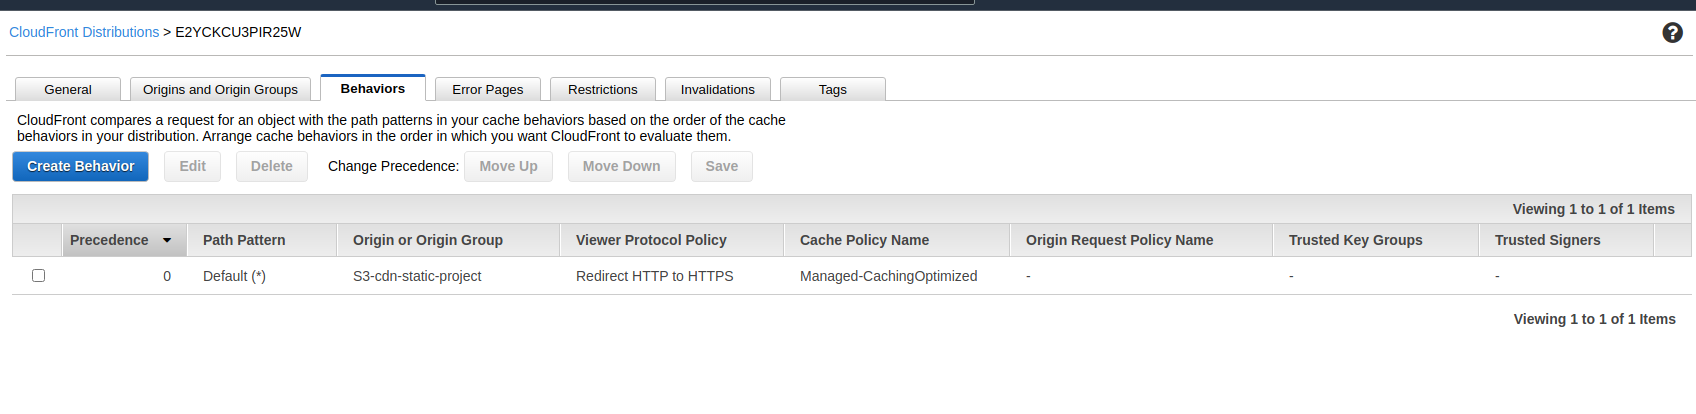 CloudFront Distributions > E2YCKCU3PIR25W
?
General Origins and Origin Groups Behaviors Error Pages Restrictions Invalidations Tags
CloudFront compares a request for an object with the path patterns in your cache behaviors based on the order of the cache
behaviors in your distribution. Arrange cache behaviors in the order in which you want CloudFront to evaluate them.
Create Behavior Edit Delete Change Precedence: Move Up Move Down Save
Viewing 1 to 1 of 1 Items
Precedence Path Pattern Origin or Origin Group Viewer Protocol Policy Cache Policy Name Origin Request Policy Name Trusted Key Groups Trusted Signers
0 Default (*) S3-cdn-static-project Redirect HTTP to HTTPS Managed-CachingOptimized - - -
Viewing 1 to 1 of 1 Items